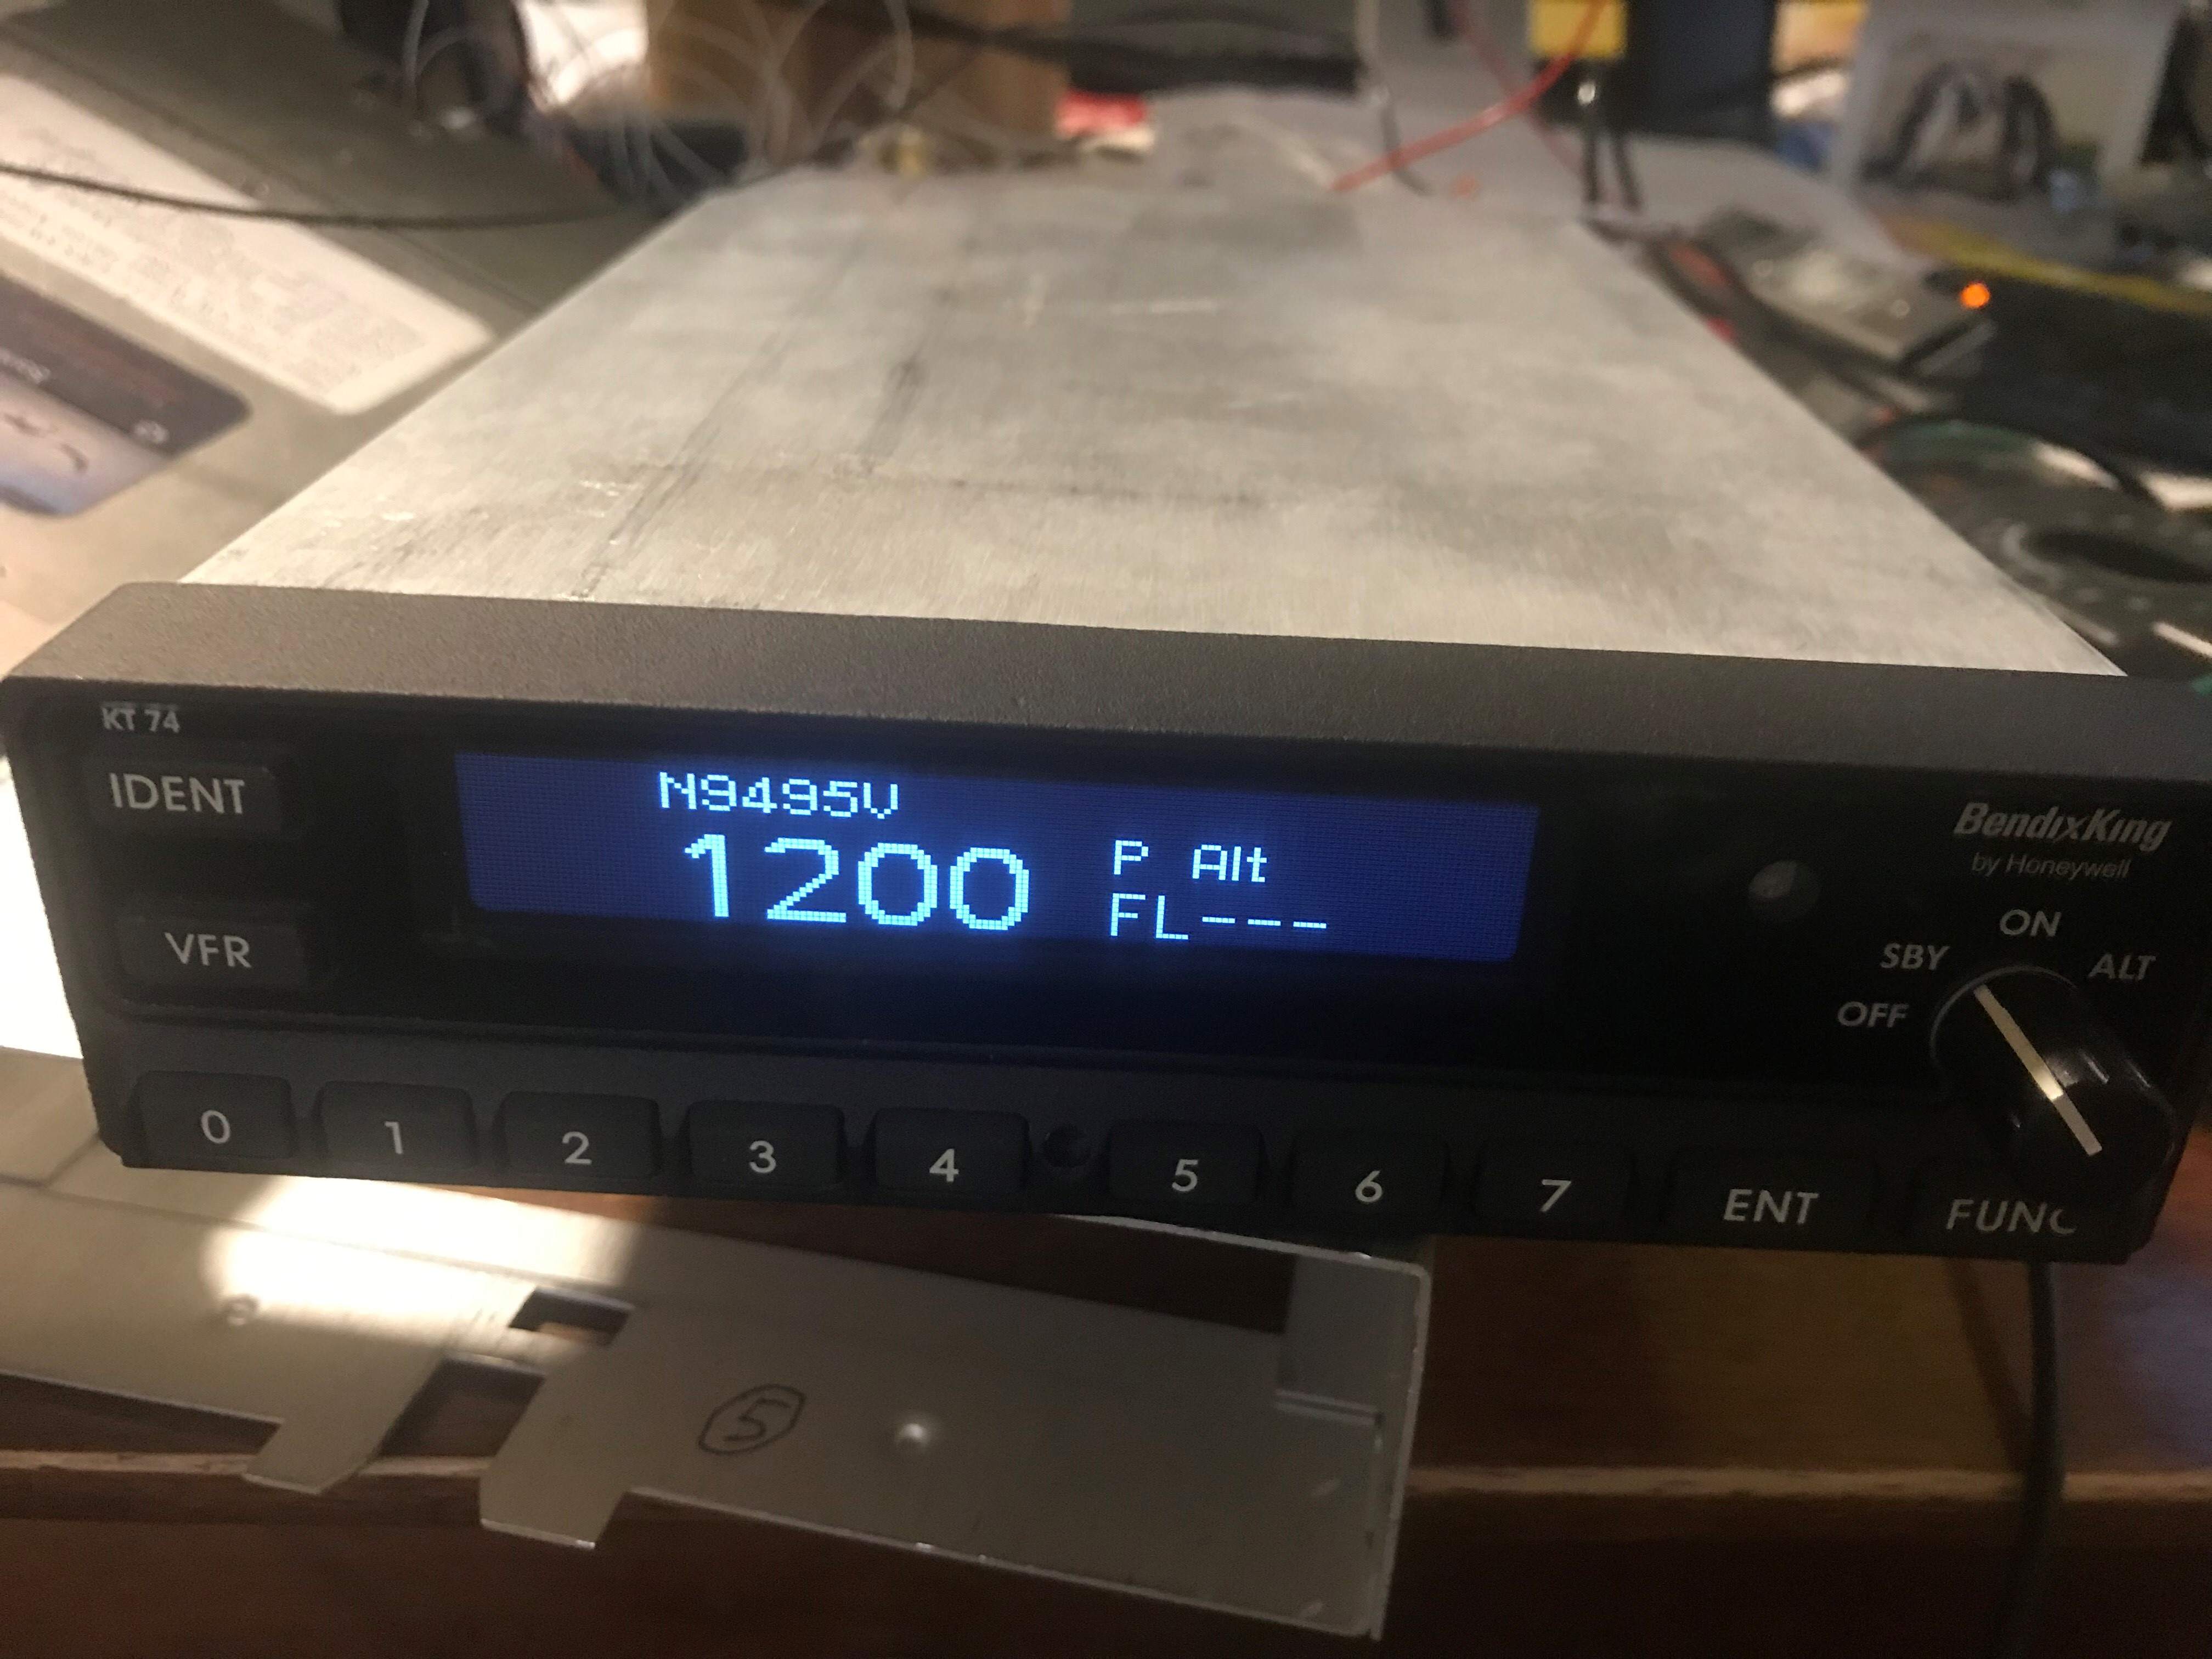 KT 74
IDENT
N9495V
1200
P Alt
FL---
VFR
BendixKing
by Honeywell
ON
SBY
ALT
OFF
0
1
2
3
4
5
6
7
ENT
FUNC
5